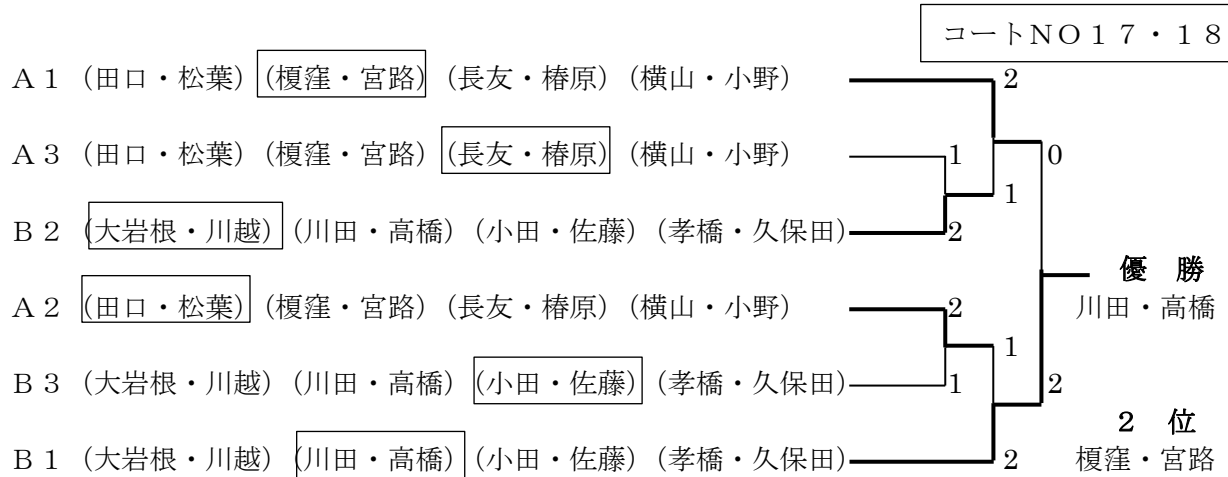 コートNO１７・１８
A１ (田口・松葉) (榎窪・宮路) (長友・椿原) (横山・小野) 2
A３ (田口・松葉) (榎窪・宮路) (長友・椿原) (横山・小野) 1 0
1
B２ (大岩根・川越) (川田・高橋) (小田・佐藤) (孝橋・久保田) 2
優 勝
A２ (田口・松葉) (榎窪・宮路) (長友・椿原) (横山・小野) 2 川田・高橋
1
B３ (大岩根・川越) (川田・高橋) (小田・佐藤) (孝橋・久保田) 1 2
２ 位
B１ (大岩根・川越) (川田・高橋) (小田・佐藤) (孝橋・久保田) 2 榎窪・宮路